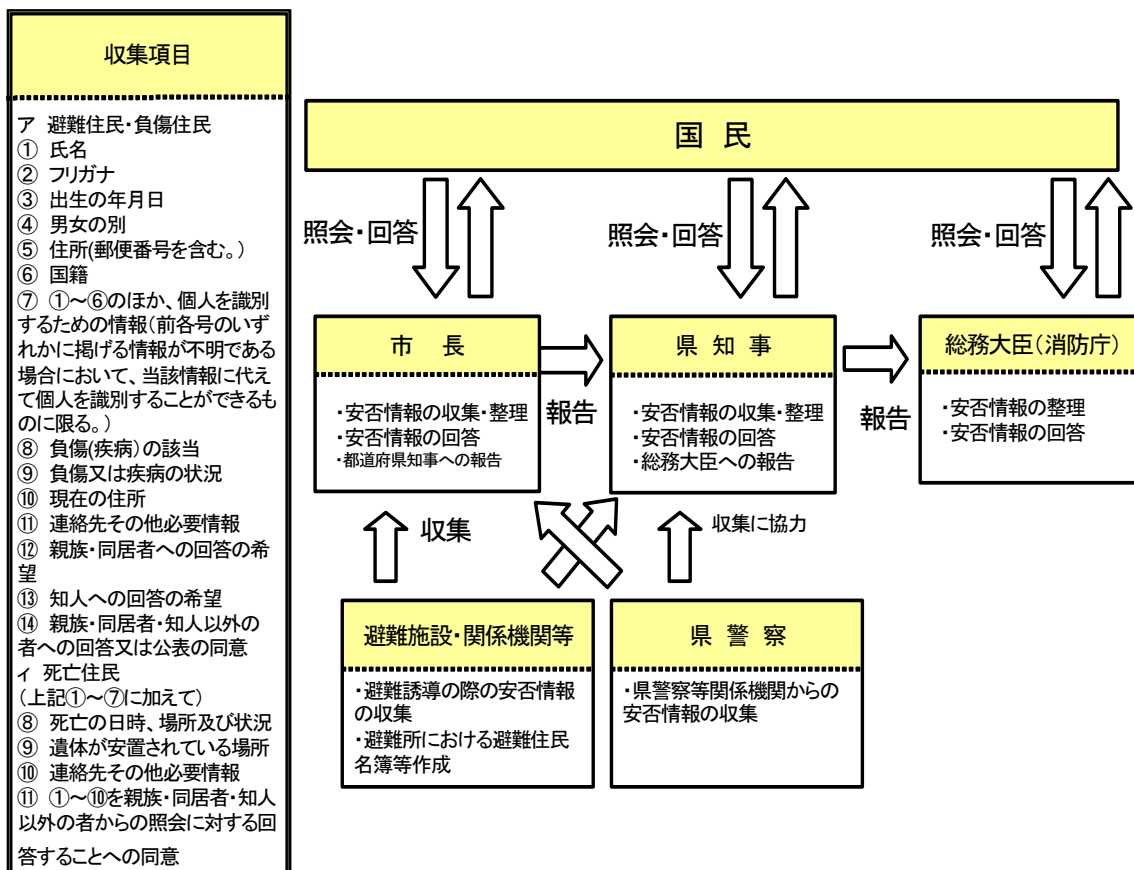 収集項目
ア 避難住民・負傷住民
① 氏名
② フリガナ
③ 出生の年月日
④ 男女の別
⑤ 住所(郵便番号を含む。)
⑥ 国籍
⑦ ①～⑥のほか、個人を識別
するための情報(前各号のいず
れかに掲げる情報が不明である
場合において、当該情報に代え
て個人を識別することができるも
のに限る。)
⑧ 負傷(疾病)の該当
⑨ 負傷又は疾病の状況
⑩ 現在の住所
⑪ 連絡先その他必要情報
⑫ 親族・同居者への回答の希
望
⑬ 知人への回答の希望
⑭ 親族・同居者・知人以外の
者への回答又は公表の同意
ィ 死亡住民
(上記①～⑦に加えて)
⑧ 死亡の日時、場所及び状況
⑨ 遺体が安置されている場所
⑩ 連絡先その他必要情報
⑪ ①～⑩を親族・同居者・知人
以外の者からの照会に対する回
答することへの同意
国 民
照会・回答
照会・回答
照会・回答
市 長
・安否情報の収集・整理
・安否情報の回答
・都道府県知事への報告
報告
県 知 事
・安否情報の収集・整理
・安否情報の回答
・総務大臣への報告
報告
総務大臣(消防庁)
・安否情報の整理
・安否情報の回答
収集
収集に協力
避難施設・関係機関等
・避難誘導の際の安否情報
の収集
・避難所における避難住民
名簿等作成
県 警 察
・県警察等関係機関からの
安否情報の収集